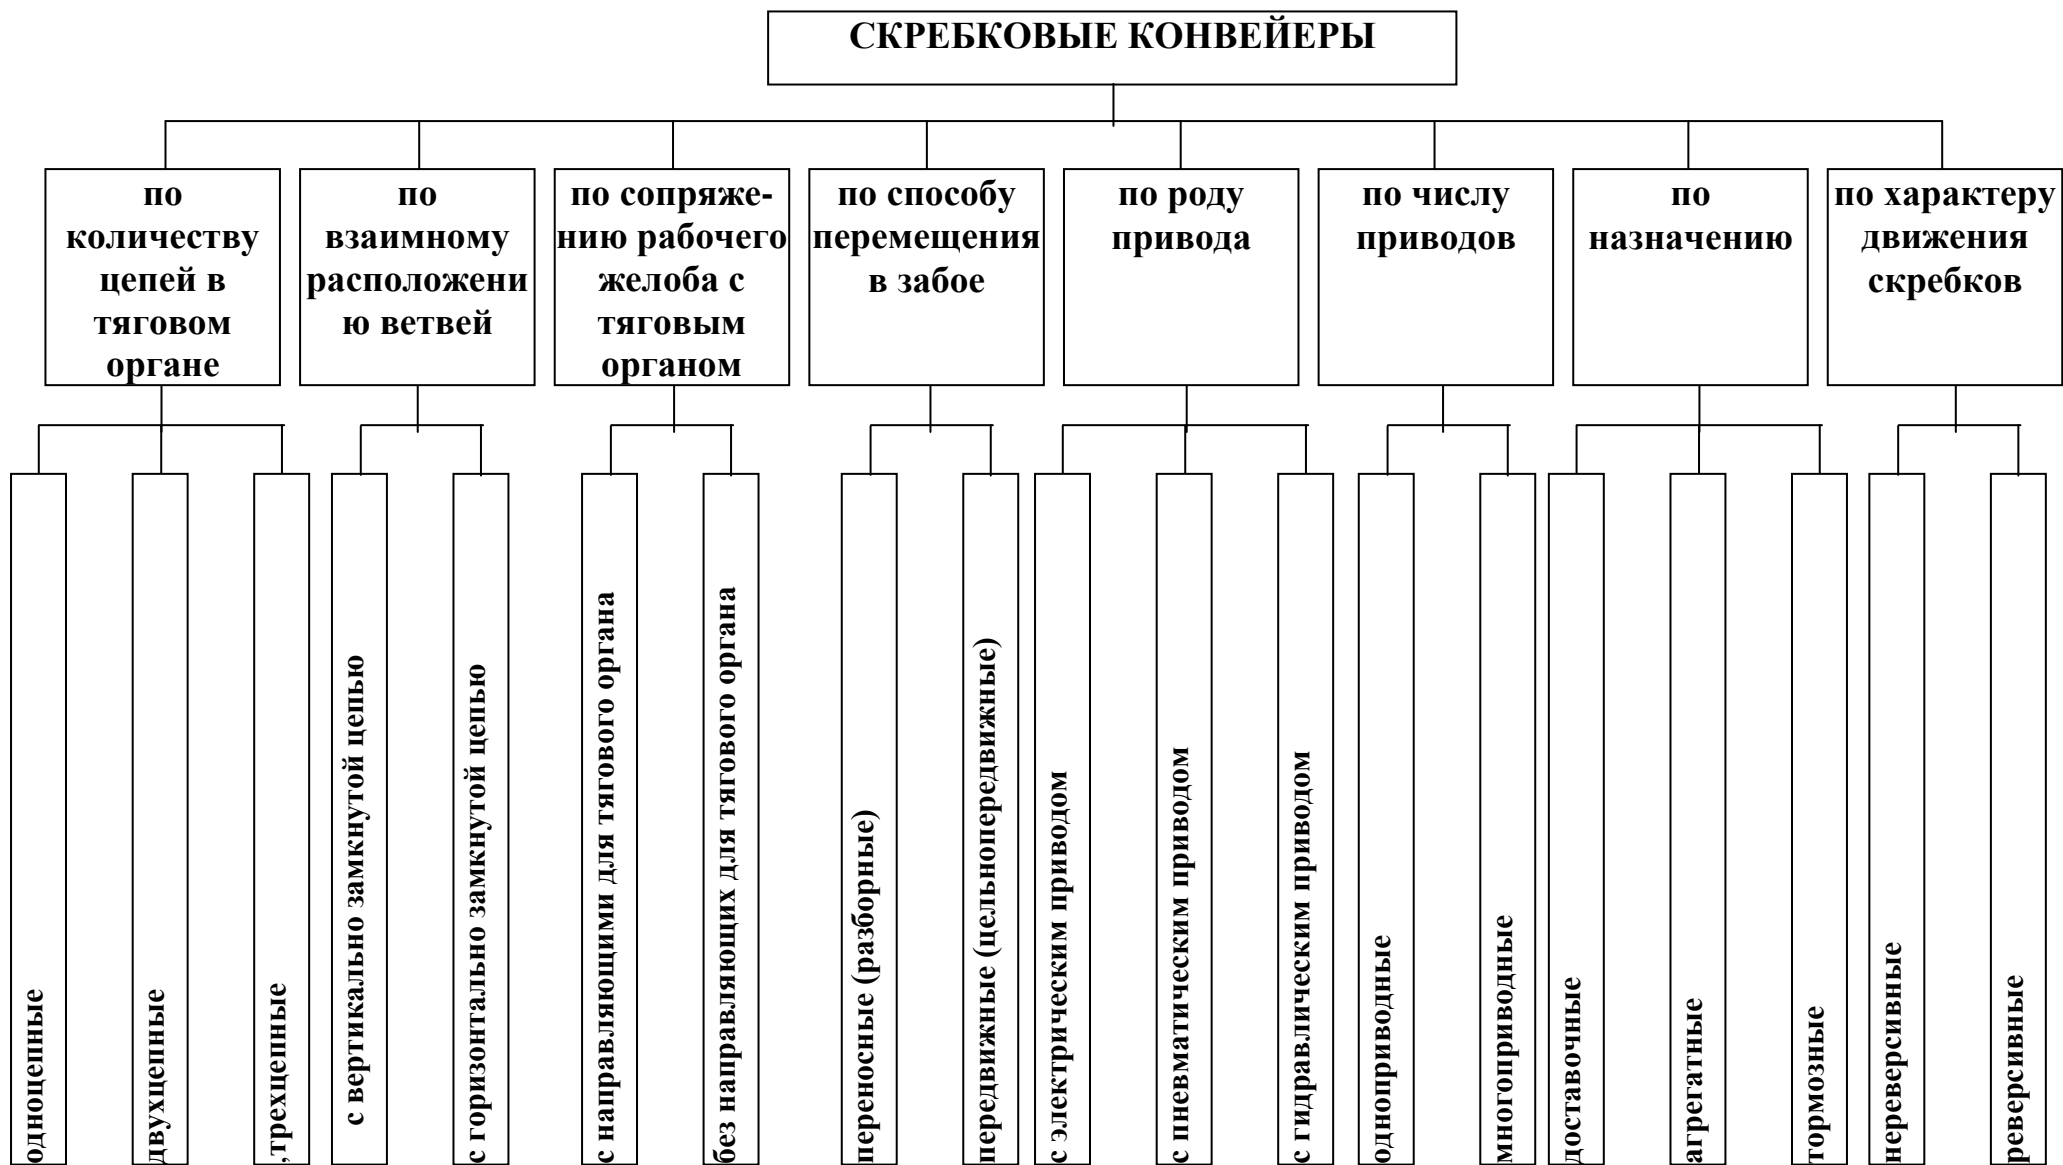 СКРЕБКОВЫЕ КОНВЕЙЕРЫ
по
количеству
цепей в
тяговом
органе
по
взаимному
расположени
ю ветвей
по сопряже-
нию рабочего
желоба с
тяговым
органом
по способу
перемещения
в забое
по роду
привода
по числу
приводов
по
назначению
по характеру
движения
скребков
одноцепные
двухцепные
,трехцепные
с вертикально замкнутой цепью
с горизонтально замкнутой цепью
с направляющими для тягового органа
без направляющих для тягового органа
переносные (разборные)
передвижные (цельнопередвижные)
с электрическим приводом
с пневматическим приводом
с гидравлическим приводом
одноприводные
многоприводные
доставочные
агрегатные
тормозные
нереверсивные
реверсивные